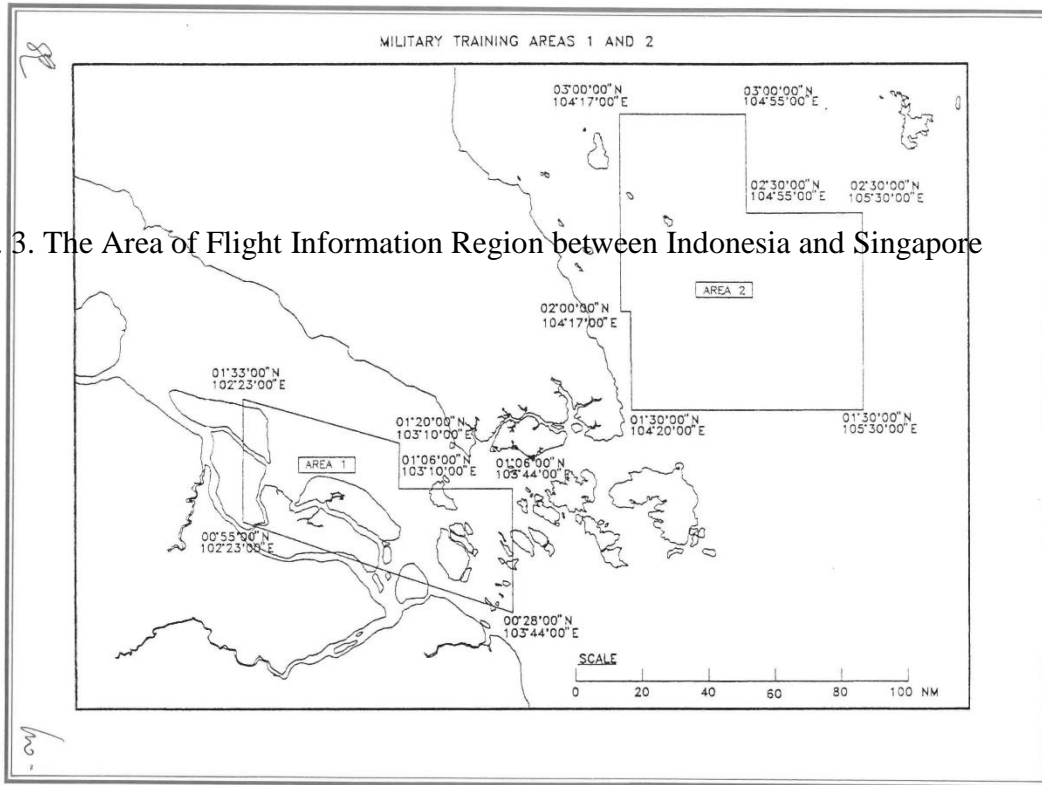 MILITARY TRAINING AREAS 1 AND 2
03°00'00"N
104°17'00"E
03°00'00"N
104°55'00"E
02°30'00"N
104°55'00"E
02°30'00"N
105°30'00"E
. 3. The Area of Flight Information Region between Indonesia and Singapore
AREA 2
02°00'00"N
104°17'00"E
01°33'00"N
102°23'00"E
01°20'00"N
103°10'00"E
01°30'00"N
104°20'00"E
01°30'00"N
105°30'00"E
AREA 1
01°06'00"N
103°10'00"E
01°06'00"N
103°44'00"E
00°55'00"N
102°23'00"E
00°28'00"N
103°44'00"E
SCALE
0 20 40 60 80 100 NM